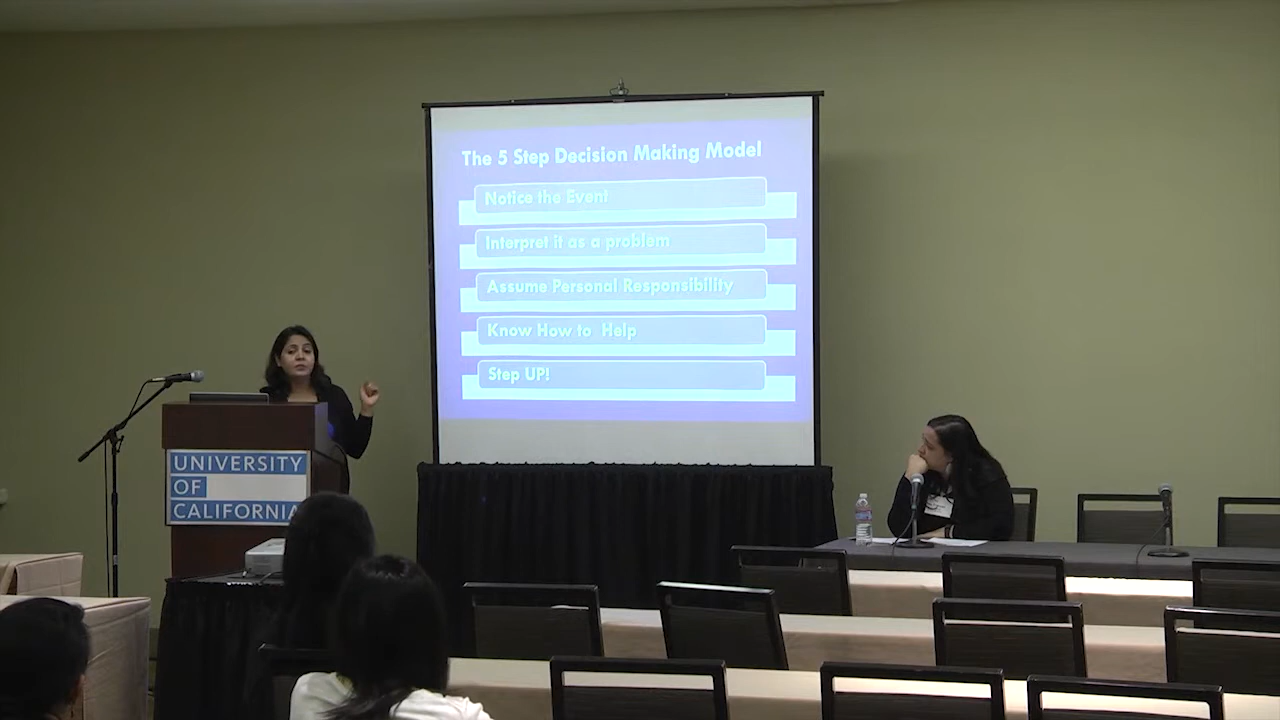 The 5 Step Decision Making Model
Notice the Event
Interpret it as a problem
Assume Personal Responsibility
Know How to Help
Step UP!
UNIVERSITY
OF
CALIFORNIA